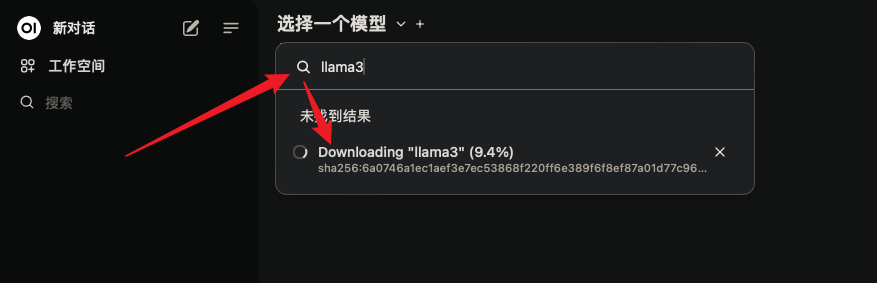 OI 新对话
工作空间
搜索
选择一个模型
llama3
未找到结果
Downloading "llama3" (9.4%)
sha256:6a0746a1ec1aef3e7ec53868f220ff6e389f6f8ef87a01d77c96...